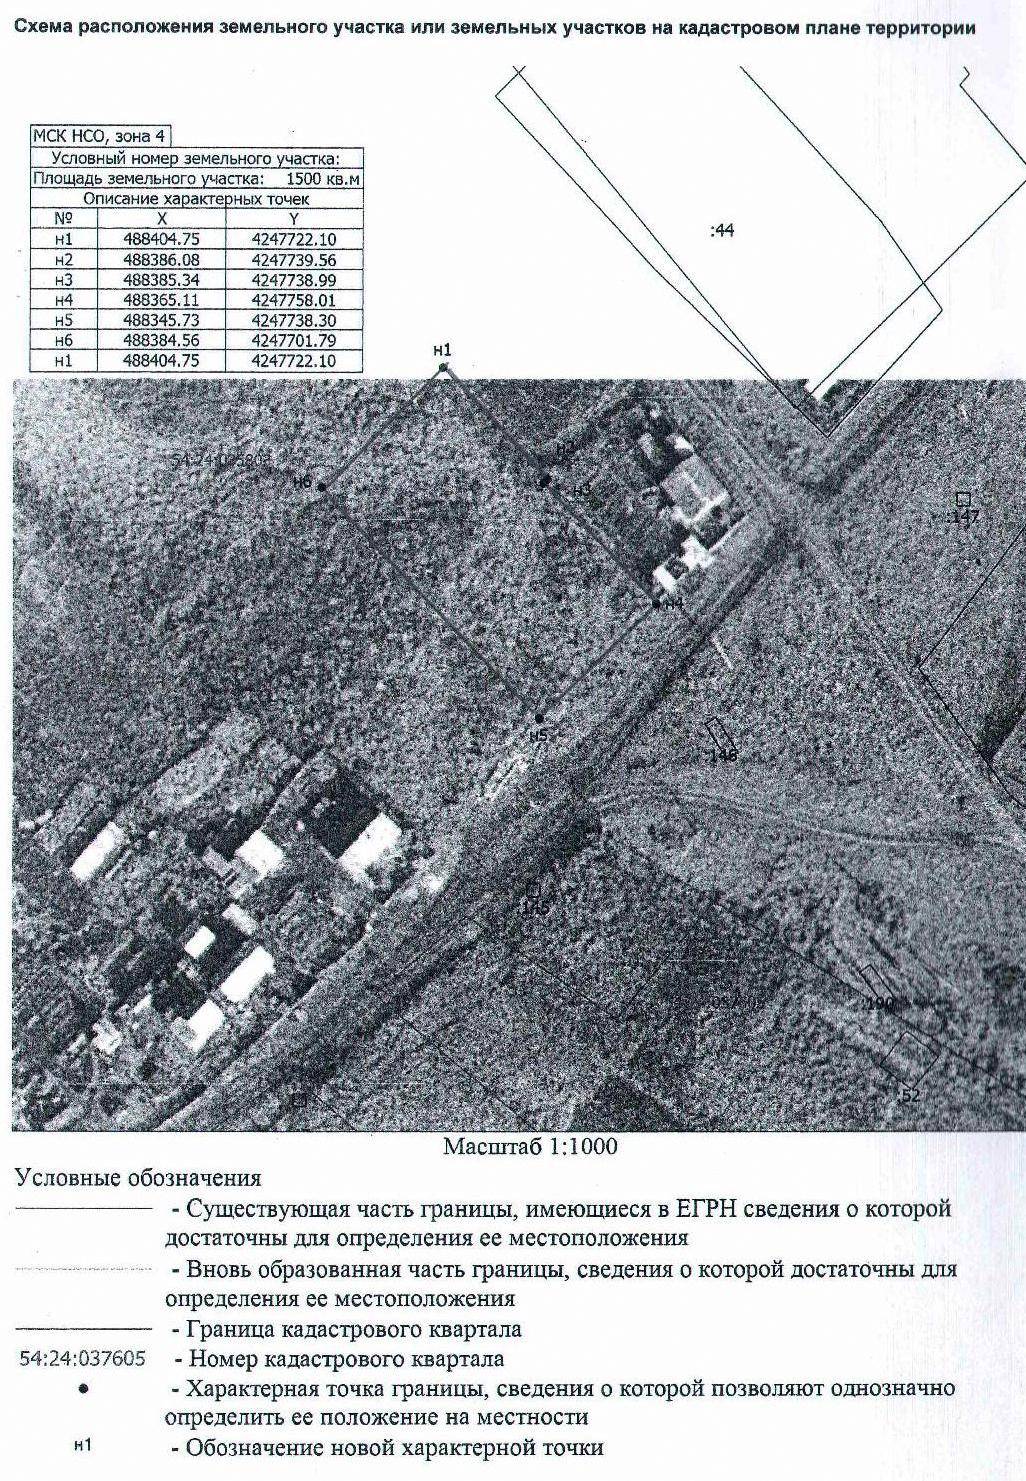 Схема расположения земельного участка или земельных участков на кадастровом плане территории
МСК НСО, зона 4
Условный номер земельного участка:
Площадь земельного участка: 1500 кв.м
Описание характерных точек
№ X Y
н1 488404.75 4247722.10
н2 488386.08 4247739.56
н3 488385.34 4247738.99
н4 488365.11 4247758.01
н5 488345.73 4247738.30
н6 488384.56 4247701.79
н1 488404.75 4247722.10
:44
н1
н2
н6
н3
:147
н4
н5
:146
:145
:190
:52
Масштаб 1:1000
Условные обозначения
- Существующая часть границы, имеющиеся в ЕГРН сведения о которой
достаточны для определения ее местоположения
- Вновь образованная часть границы, сведения о которой достаточны для
определения ее местоположения
- Граница кадастрового квартала
54:24:037605 - Номер кадастрового квартала
- Характерная точка границы, сведения о которой позволяют однозначно
определить ее положение на местности
н1 - Обозначение новой характерной точки